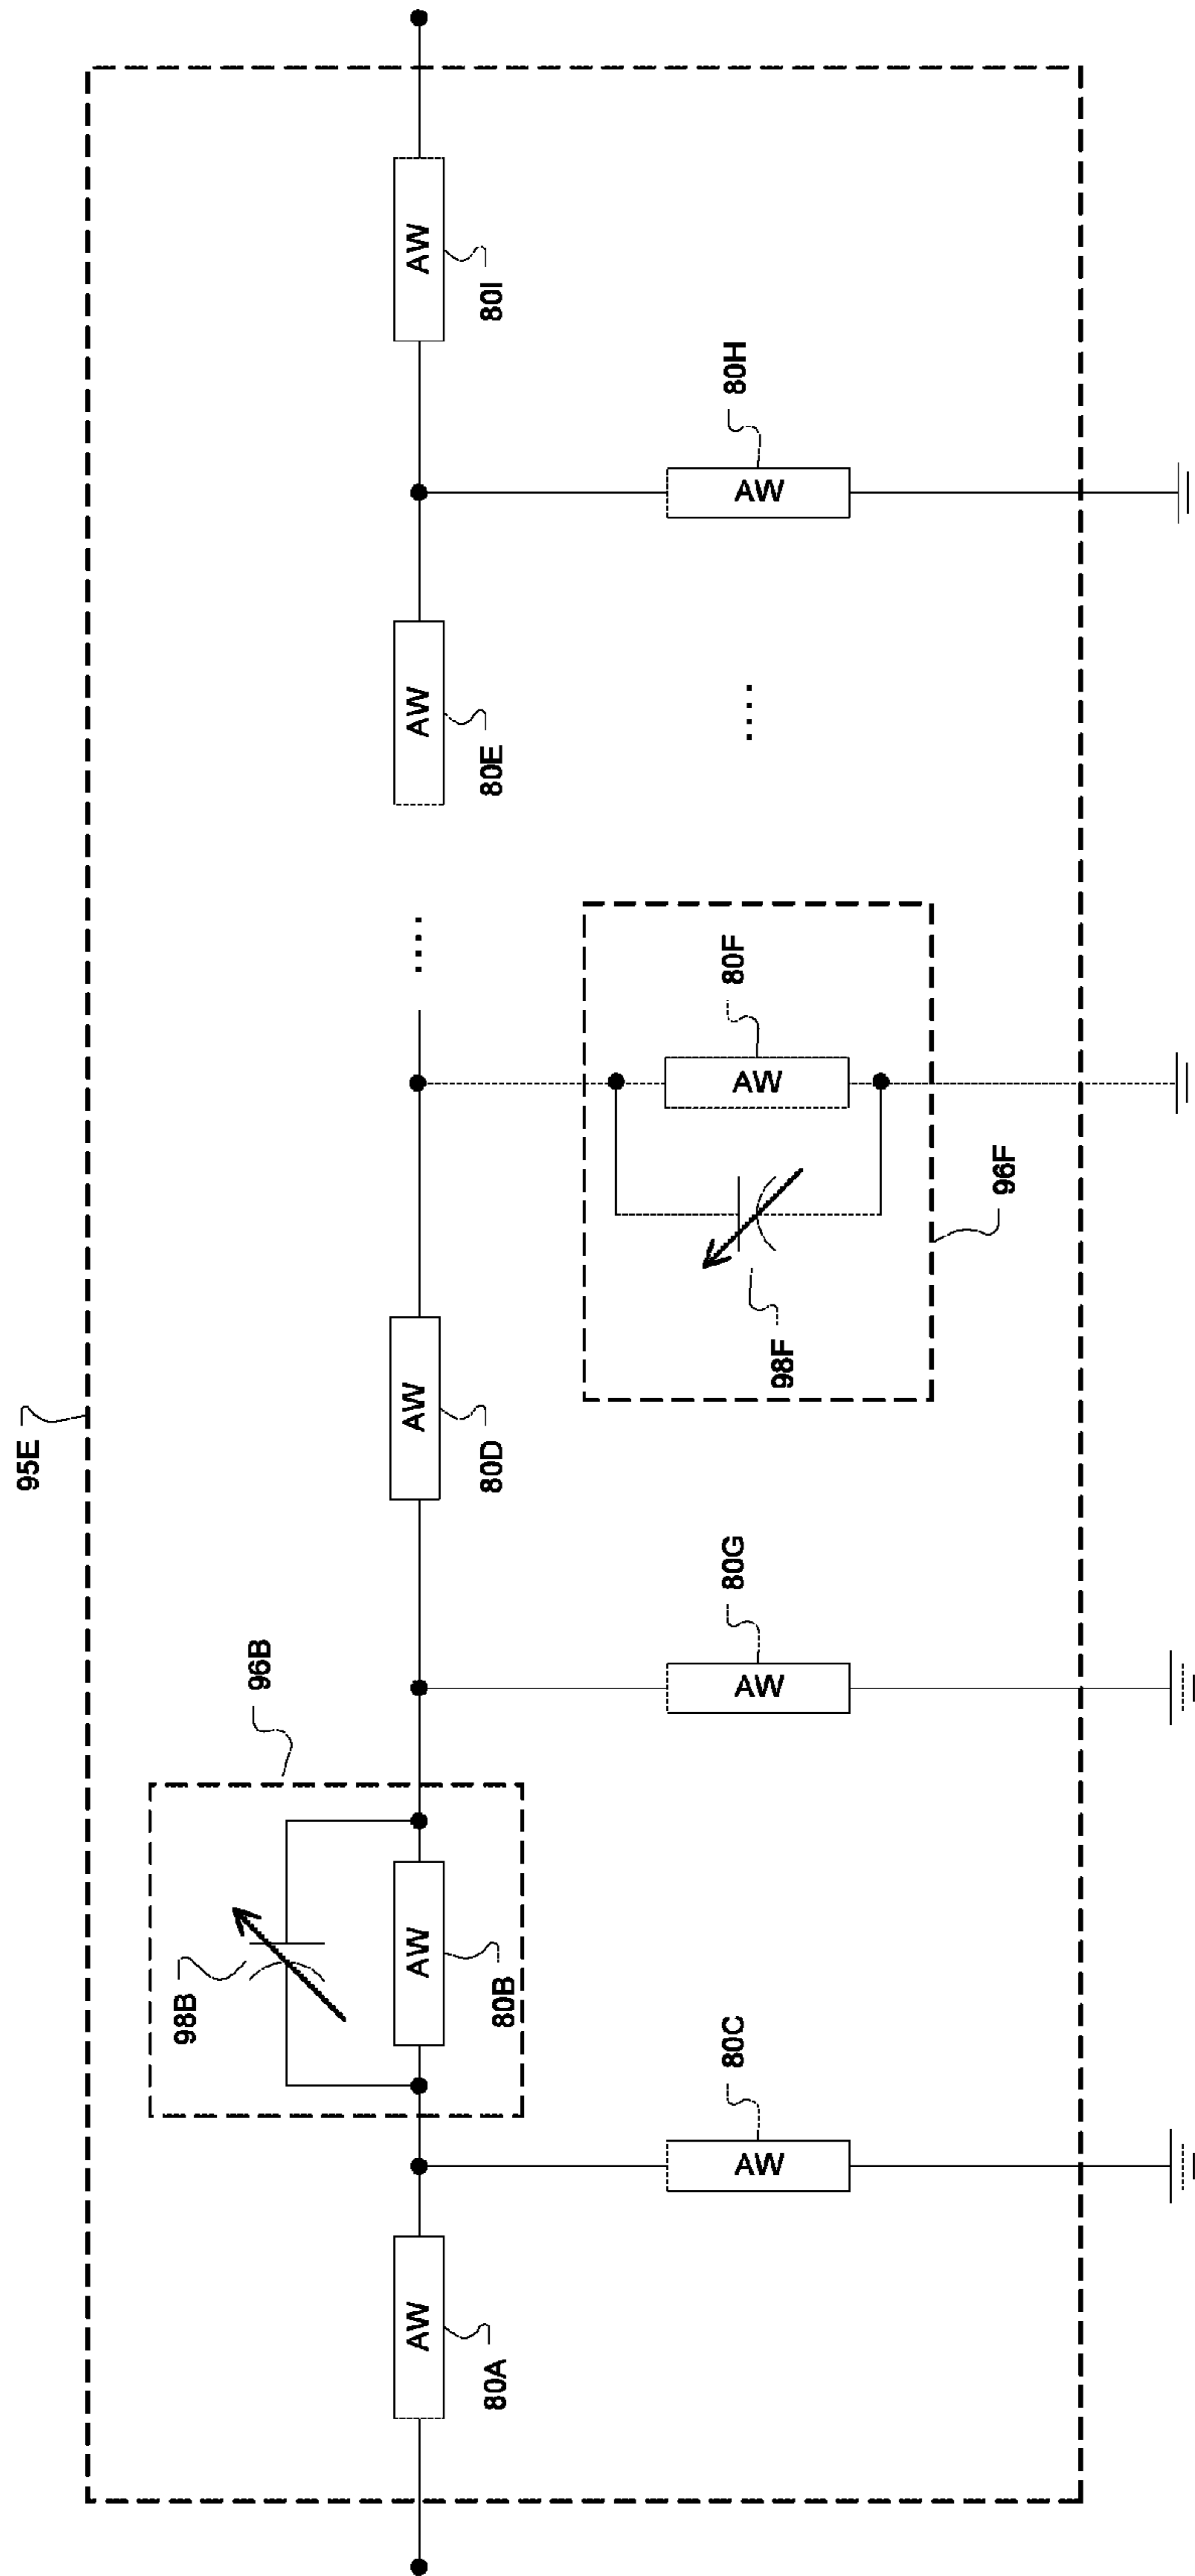 95E
AW
80A
AW
80C
98B
AW
80B
96B
AW
80G
AW
80D
98F
AW
80F
96F
....
AW
80E
....
AW
80H
AW
80I